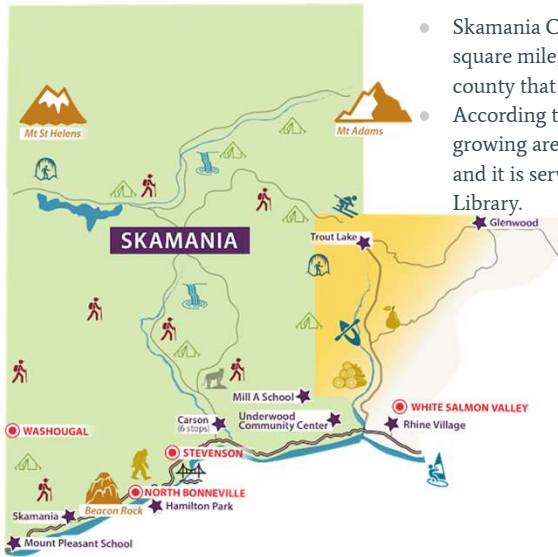 Skamania C
square mile,
county that
According t
growing are
and it is serv
Library.
Mt St Helens
Mt Adams
Glenwood
SKAMANIA
Trout Lake
Mill A School
WHITE SALMON VALLEY
Carson
(6 stops)
Underwood
Community Center
Rhine Village
WASHOUGAL
STEVENSON
NORTH BONNEVILLE
Beacon Rock
Hamilton Park
Skamania
Mount Pleasant School